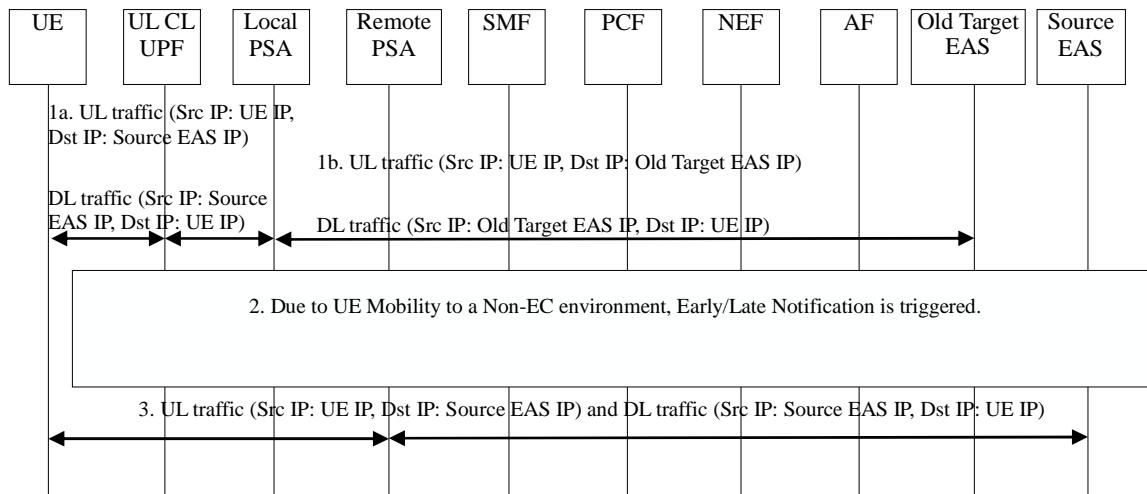 UE
UL CL
UPF
Local
PSA
Remote
PSA
SMF
PCF
NEF
AF
Old Target
EAS
Source
EAS
1a. UL traffic (Src IP: UE IP,
Dst IP: Source EAS IP)
1b. UL traffic (Src IP: UE IP, Dst IP: Old Target EAS IP)
DL traffic (Src IP: Source
EAS IP, Dst IP: UE IP)
DL traffic (Src IP: Old Target EAS IP, Dst IP: UE IP)
2. Due to UE Mobility to a Non-EC environment, Early/Late Notification is triggered.
3. UL traffic (Src IP: UE IP, Dst IP: Source EAS IP) and DL traffic (Src IP: Source EAS IP, Dst IP: UE IP)